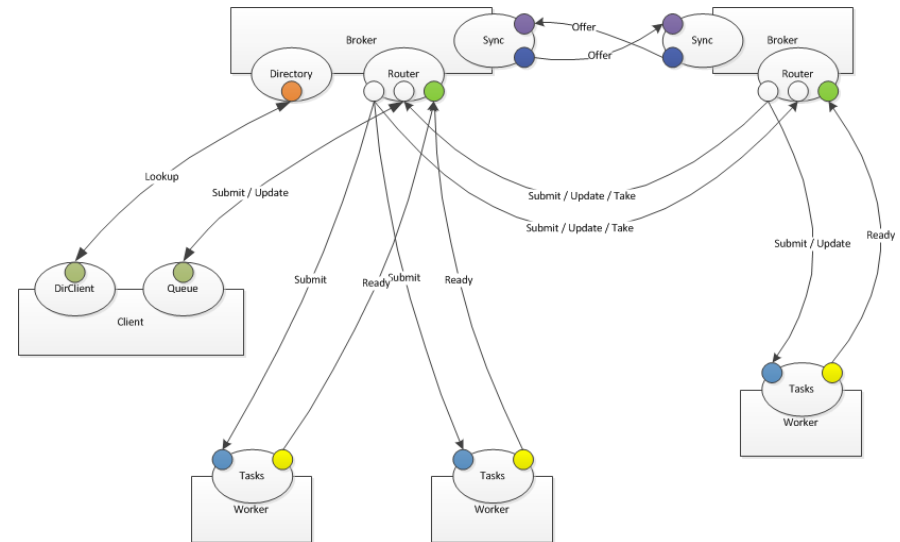 Offer
Broker
Sync
Sync
Broker
Offer
Directory
Router
Router
Lookup
Submit / Update
Submit / Update / Take
Submit / Update / Take
Ready
Submit / Update
Submit
Ready
Submit
Ready
DirClient
Queue
Client
Tasks
Worker
Tasks
Worker
Tasks
Worker